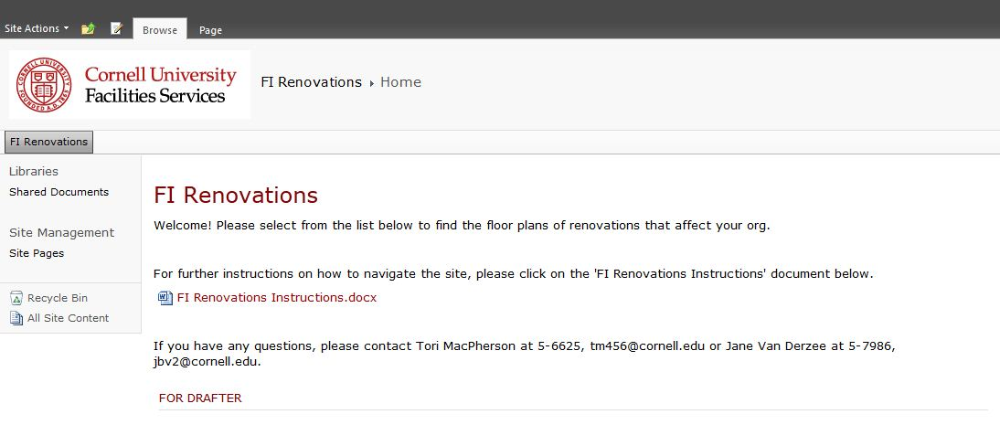 Site Actions
Browse
Page
CORNELL UNIVERSITY
FOUNDED A.D. 1865
Cornell University
Facilities Services
FI Renovations
Home
FI Renovations
Libraries
Shared Documents
Site Management
Site Pages
Recycle Bin
All Site Content
FI Renovations
Welcome! Please select from the list below to find the floor plans of renovations that affect your org.
For further instructions on how to navigate the site, please click on the 'FI Renovations Instructions' document below.
FI Renovations Instructions.docx
If you have any questions, please contact Tori MacPherson at 5-6625, tm456@cornell.edu or Jane Van Derzee at 5-7986,
jbv2@cornell.edu.
FOR DRAFTER